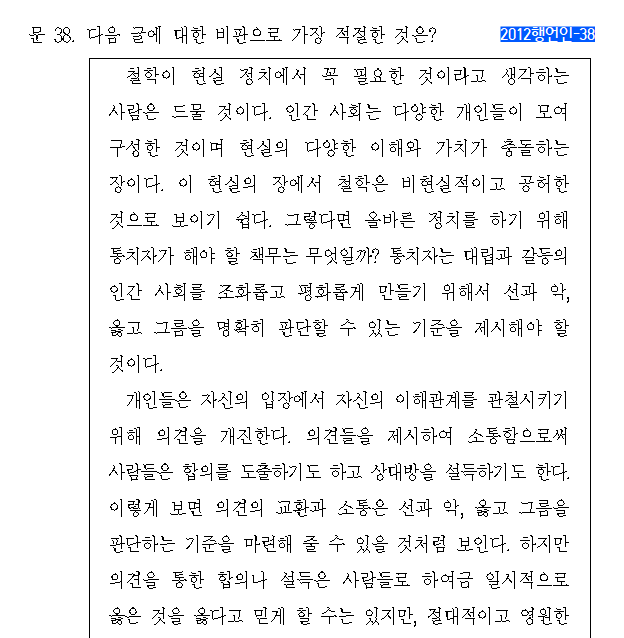 문 38. 다음 글에 대한 비판으로 가장 적절한 것은? 2012행언인-38
철학이 현실 정치에서 꼭 필요한 것이라고 생각하는
사람은 드물 것이다. 인간 사회는 다양한 개인들이 모여
구성한 것이며 현실의 다양한 이해와 가치가 충돌하는
장이다. 이 현실의 장에서 철학은 비현실적이고 공허한
것으로 보이기 쉽다. 그렇다면 올바른 정치를 하기 위해
통치자가 해야 할 책무는 무엇일까? 통치자는 대립과 갈등의
인간 사회를 조화롭고 평화롭게 만들기 위해서 선과 악,
옳고 그름을 명확히 판단할 수 있는 기준을 제시해야 할
것이다.
개인들은 자신의 입장에서 자신의 이해관계를 관철시키기
위해 의견을 개진한다. 의견들을 제시하여 소통함으로써
사람들은 합의를 도출하기도 하고 상대방을 설득하기도 한다.
이렇게 보면 의견의 교환과 소통은 선과 악, 옳고 그름을
판단하는 기준을 마련해 줄 수 있을 것처럼 보인다. 하지만
의견을 통한 합의나 설득은 사람들로 하여금 일시적으로
옳은 것을 옳다고 믿게 할 수는 있지만, 절대적이고 영원한